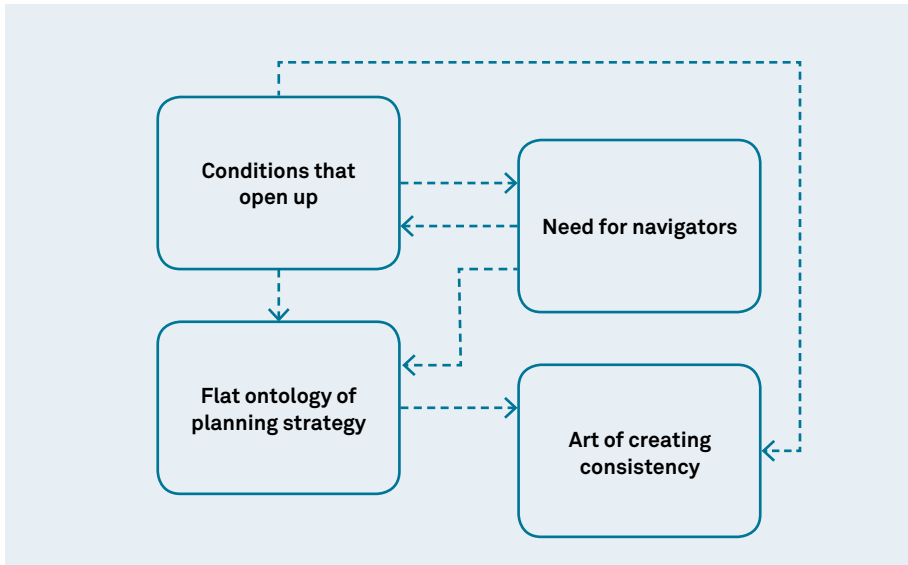 Conditions that
open up
Need for navigators
Flat ontology of
planning strategy
Art of creating
consistency